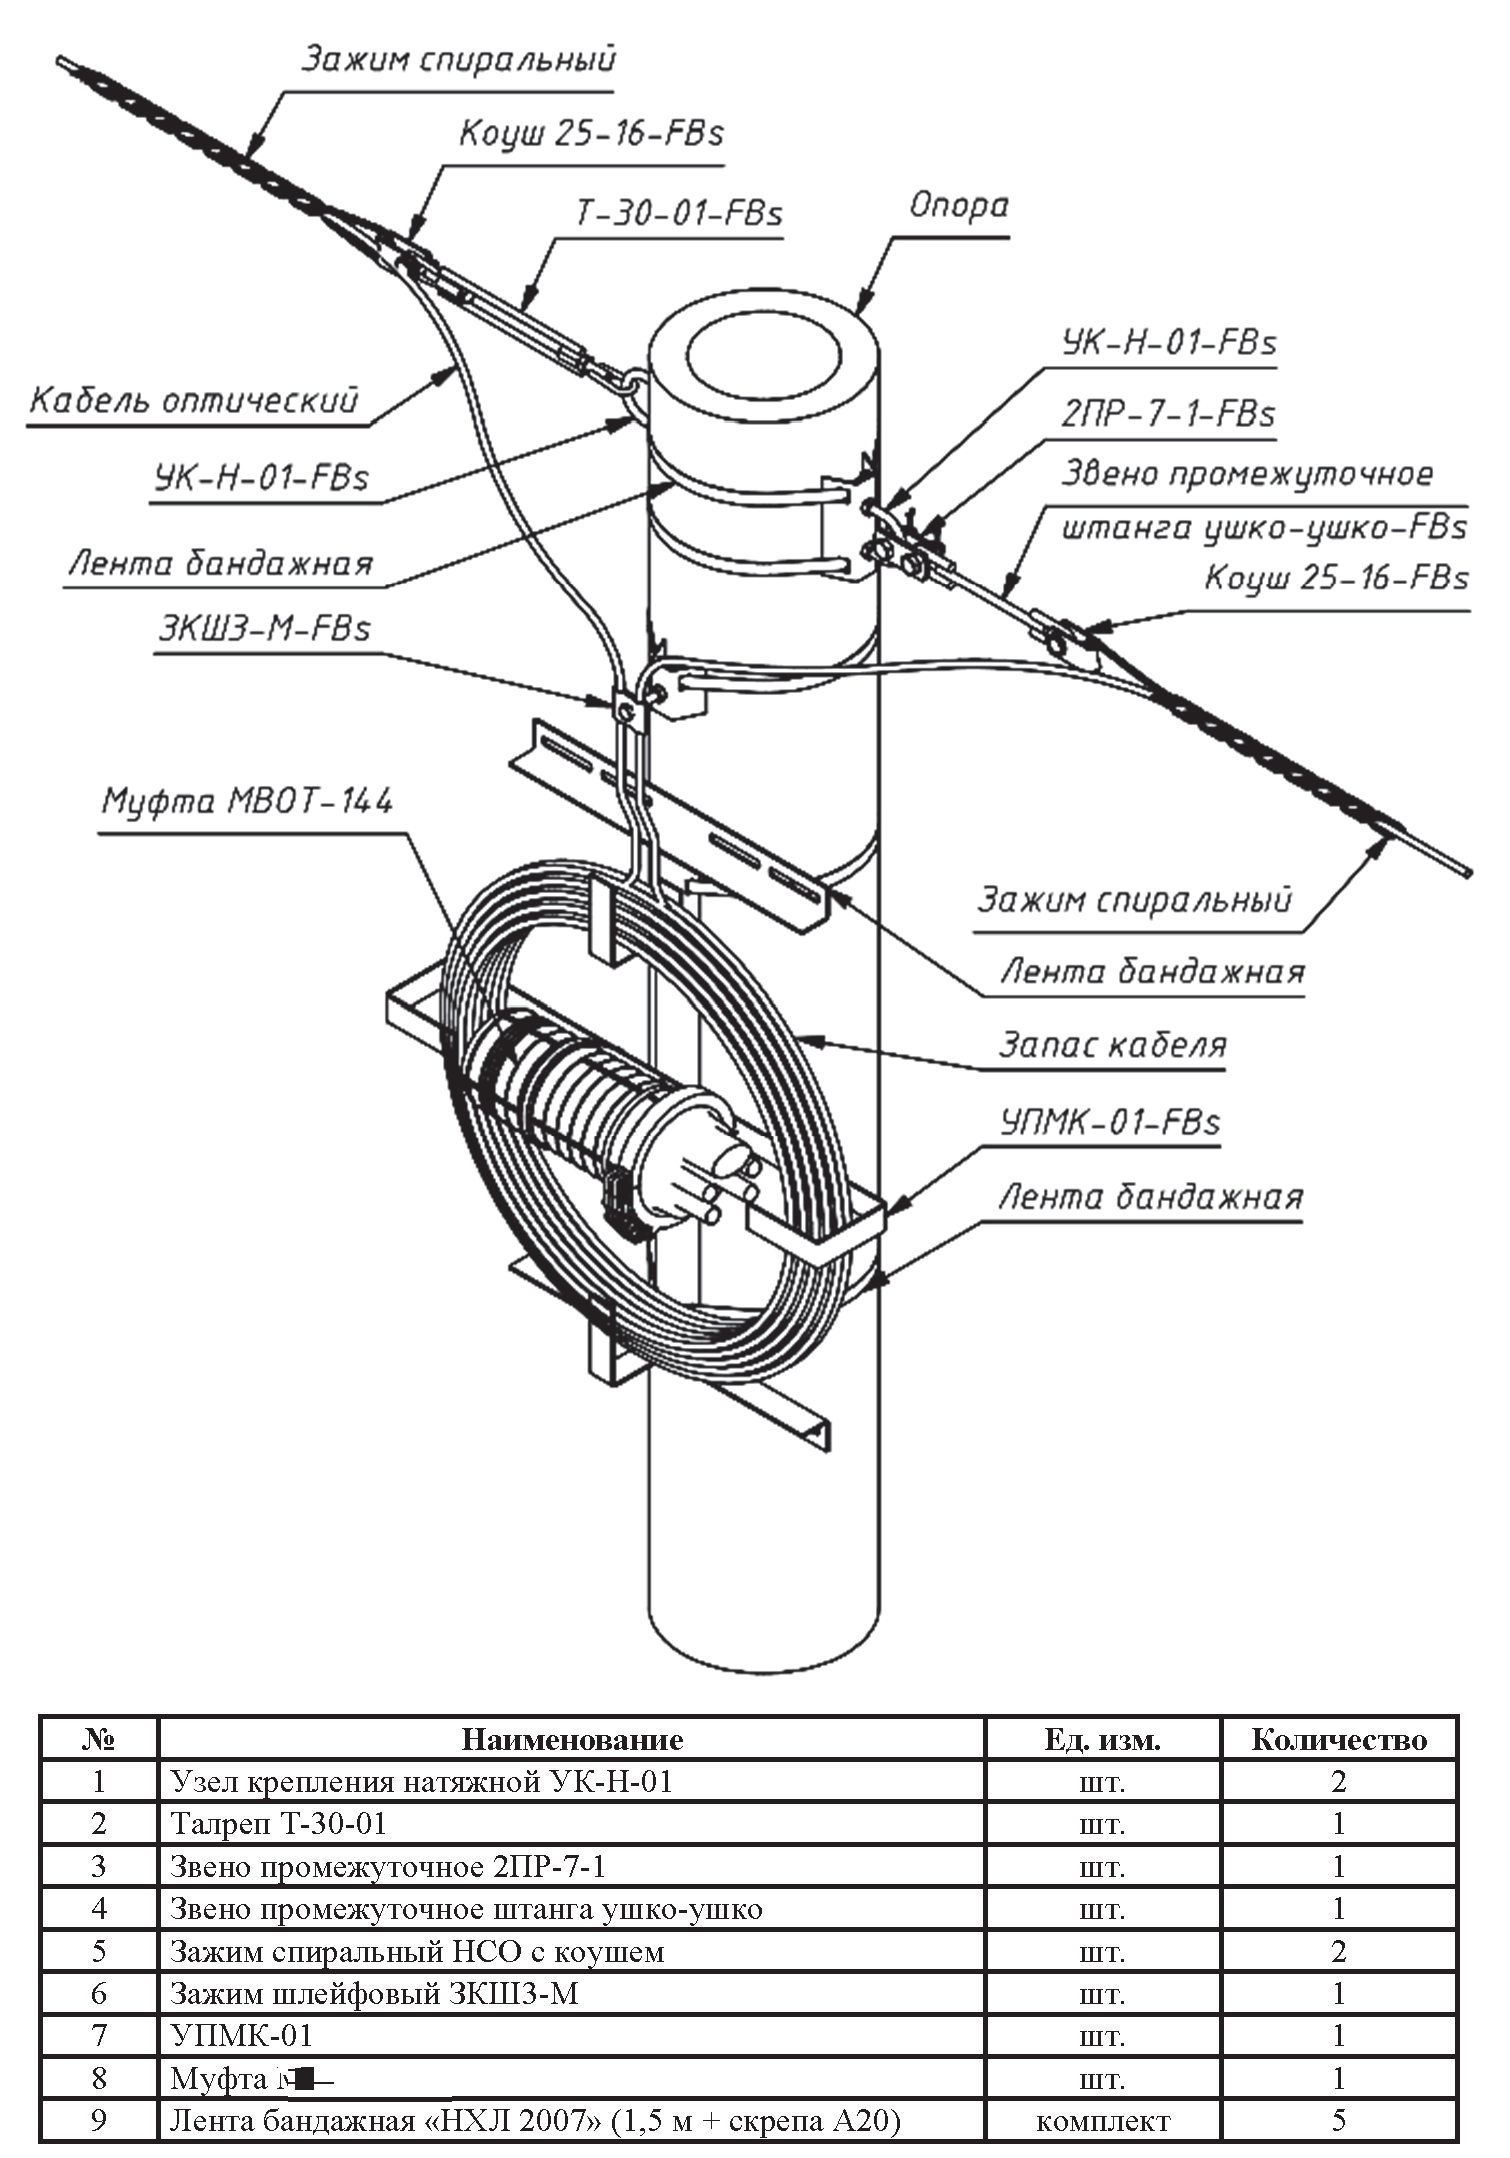 Зажим спиральный
Коуш 25-16-FBs
Т-30-01-FBs
Опора
УК-Н-01-FBs
2ПР-7-1-FBs
Кабель оптический
УК-Н-01-FBs
Звено промежуточное
штанга ушко-ушко-FBs
Лента бандажная
Коуш 25-16-FBs
ЗКШЗ-М-FBs
Муфта МВОТ-144
Зажим спиральный
Лента бандажная
Запас кабеля
УПМК-01-FBs
Лента бандажная
№ Наименование Ед. изм. Количество
1 Узел крепления натяжной УК-Н-01 шт. 2
2 Талреп Т-30-01 шт. 1
3 Звено промежуточное 2ПР-7-1 шт. 1
4 Звено промежуточное штанга ушко-ушко шт. 1
5 Зажим спиральный НСО с коушем шт. 2
6 Зажим шлейфовый ЗКШЗ-М шт. 1
7 УПМК-01 шт. 1
8 Муфта шт. 1
9 Лента бандажная «НХЛ 2007» (1,5 м + скрепа А20) комплект 5